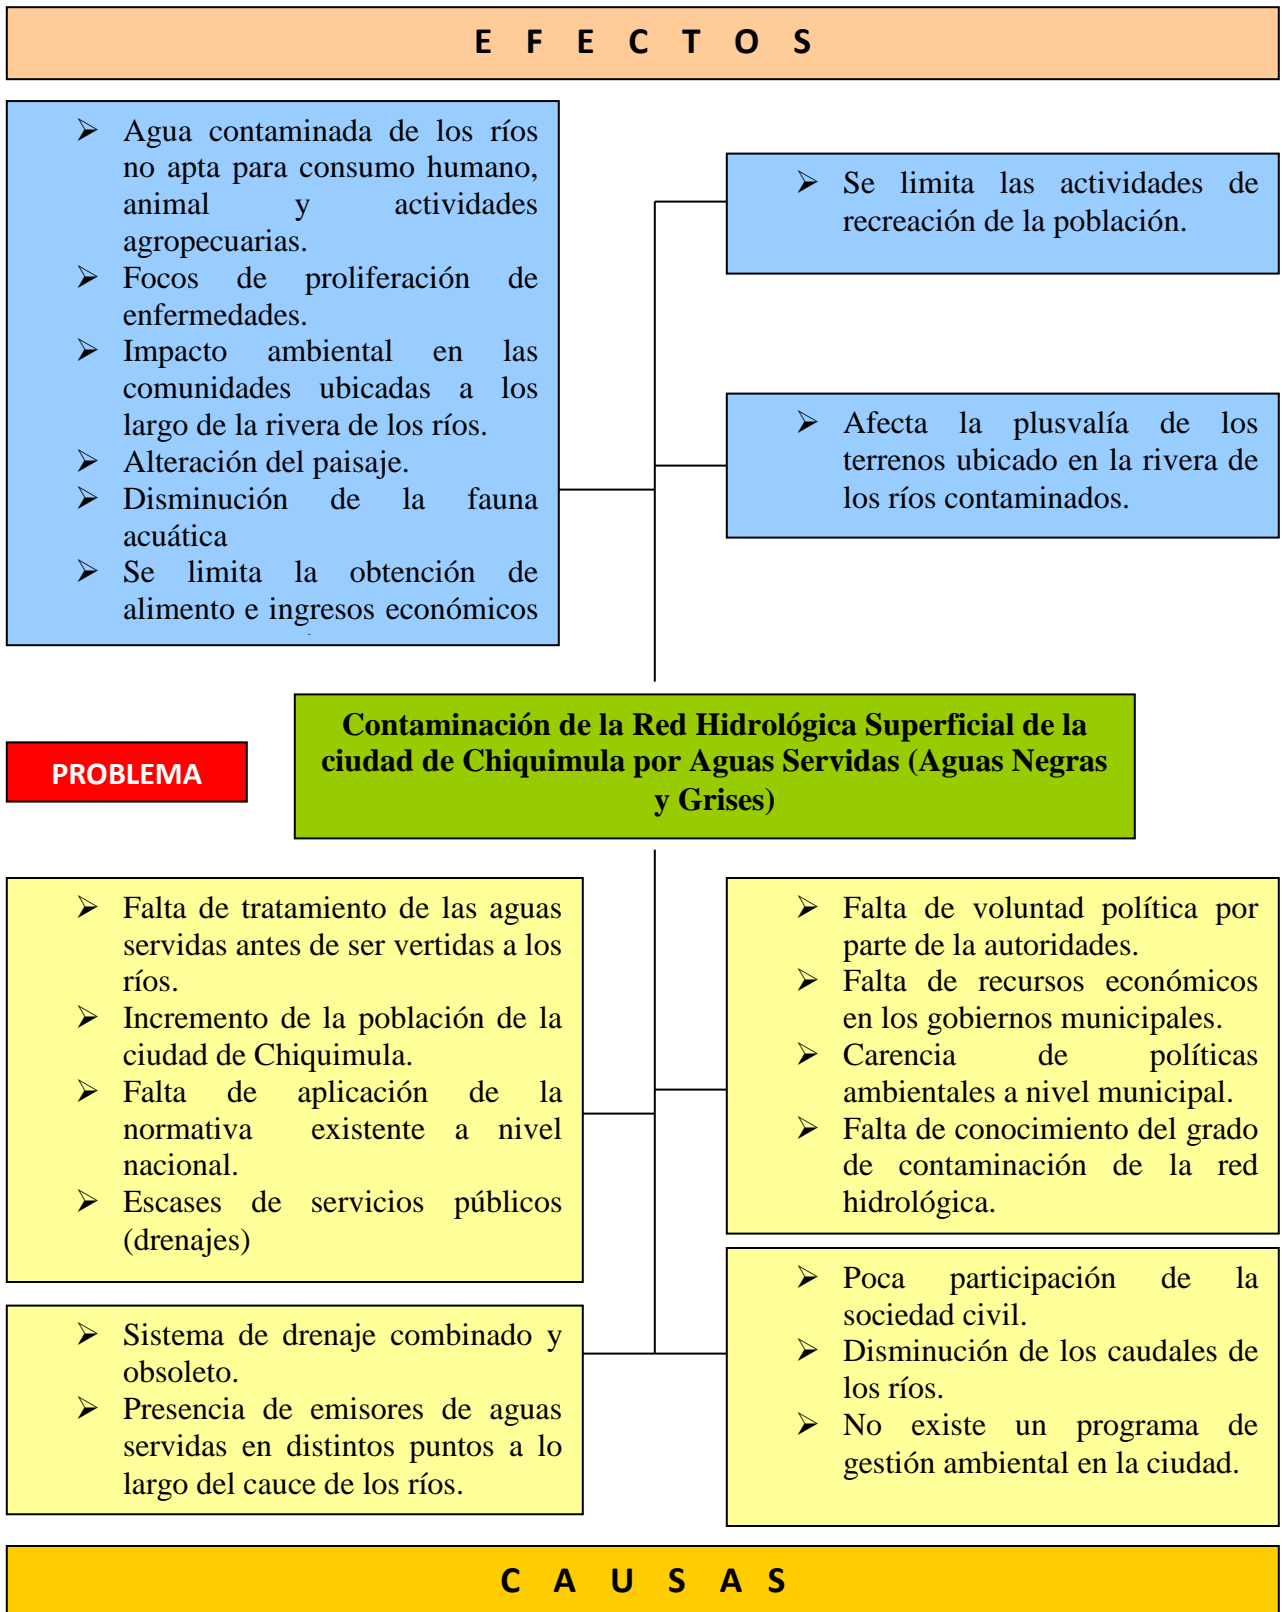 E F E C T O S
➢ Agua contaminada de los ríos
no apta para consumo humano,
animal y actividades
agropecuarias.
➢ Focos de proliferación de
enfermedades.
➢ Impacto ambiental en las
comunidades ubicadas a los
largo de la rivera de los ríos.
➢ Alteración del paisaje.
➢ Disminución de la fauna
acuática
➢ Se limita la obtención de
alimento e ingresos económicos
➢ Se limita las actividades de
recreación de la población.
➢ Afecta la plusvalía de los
terrenos ubicado en la rivera de
los ríos contaminados.
PROBLEMA
Contaminación de la Red Hidrológica Superficial de la
ciudad de Chiquimula por Aguas Servidas (Aguas Negras
y Grises)
➢ Falta de tratamiento de las aguas
servidas antes de ser vertidas a los
ríos.
➢ Incremento de la población de la
ciudad de Chiquimula.
➢ Falta de aplicación de la
normativa existente a nivel
nacional.
➢ Escases de servicios públicos
(drenajes)
➢ Sistema de drenaje combinado y
obsoleto.
➢ Presencia de emisores de aguas
servidas en distintos puntos a lo
largo del cauce de los ríos.
➢ Falta de voluntad política por
parte de la autoridades.
➢ Falta de recursos económicos
en los gobiernos municipales.
➢ Carencia de políticas
ambientales a nivel municipal.
➢ Falta de conocimiento del grado
de contaminación de la red
hidrológica.
➢ Poca participación de la
sociedad civil.
➢ Disminución de los caudales de
los ríos.
➢ No existe un programa de
gestión ambiental en la ciudad.
C A U S A S